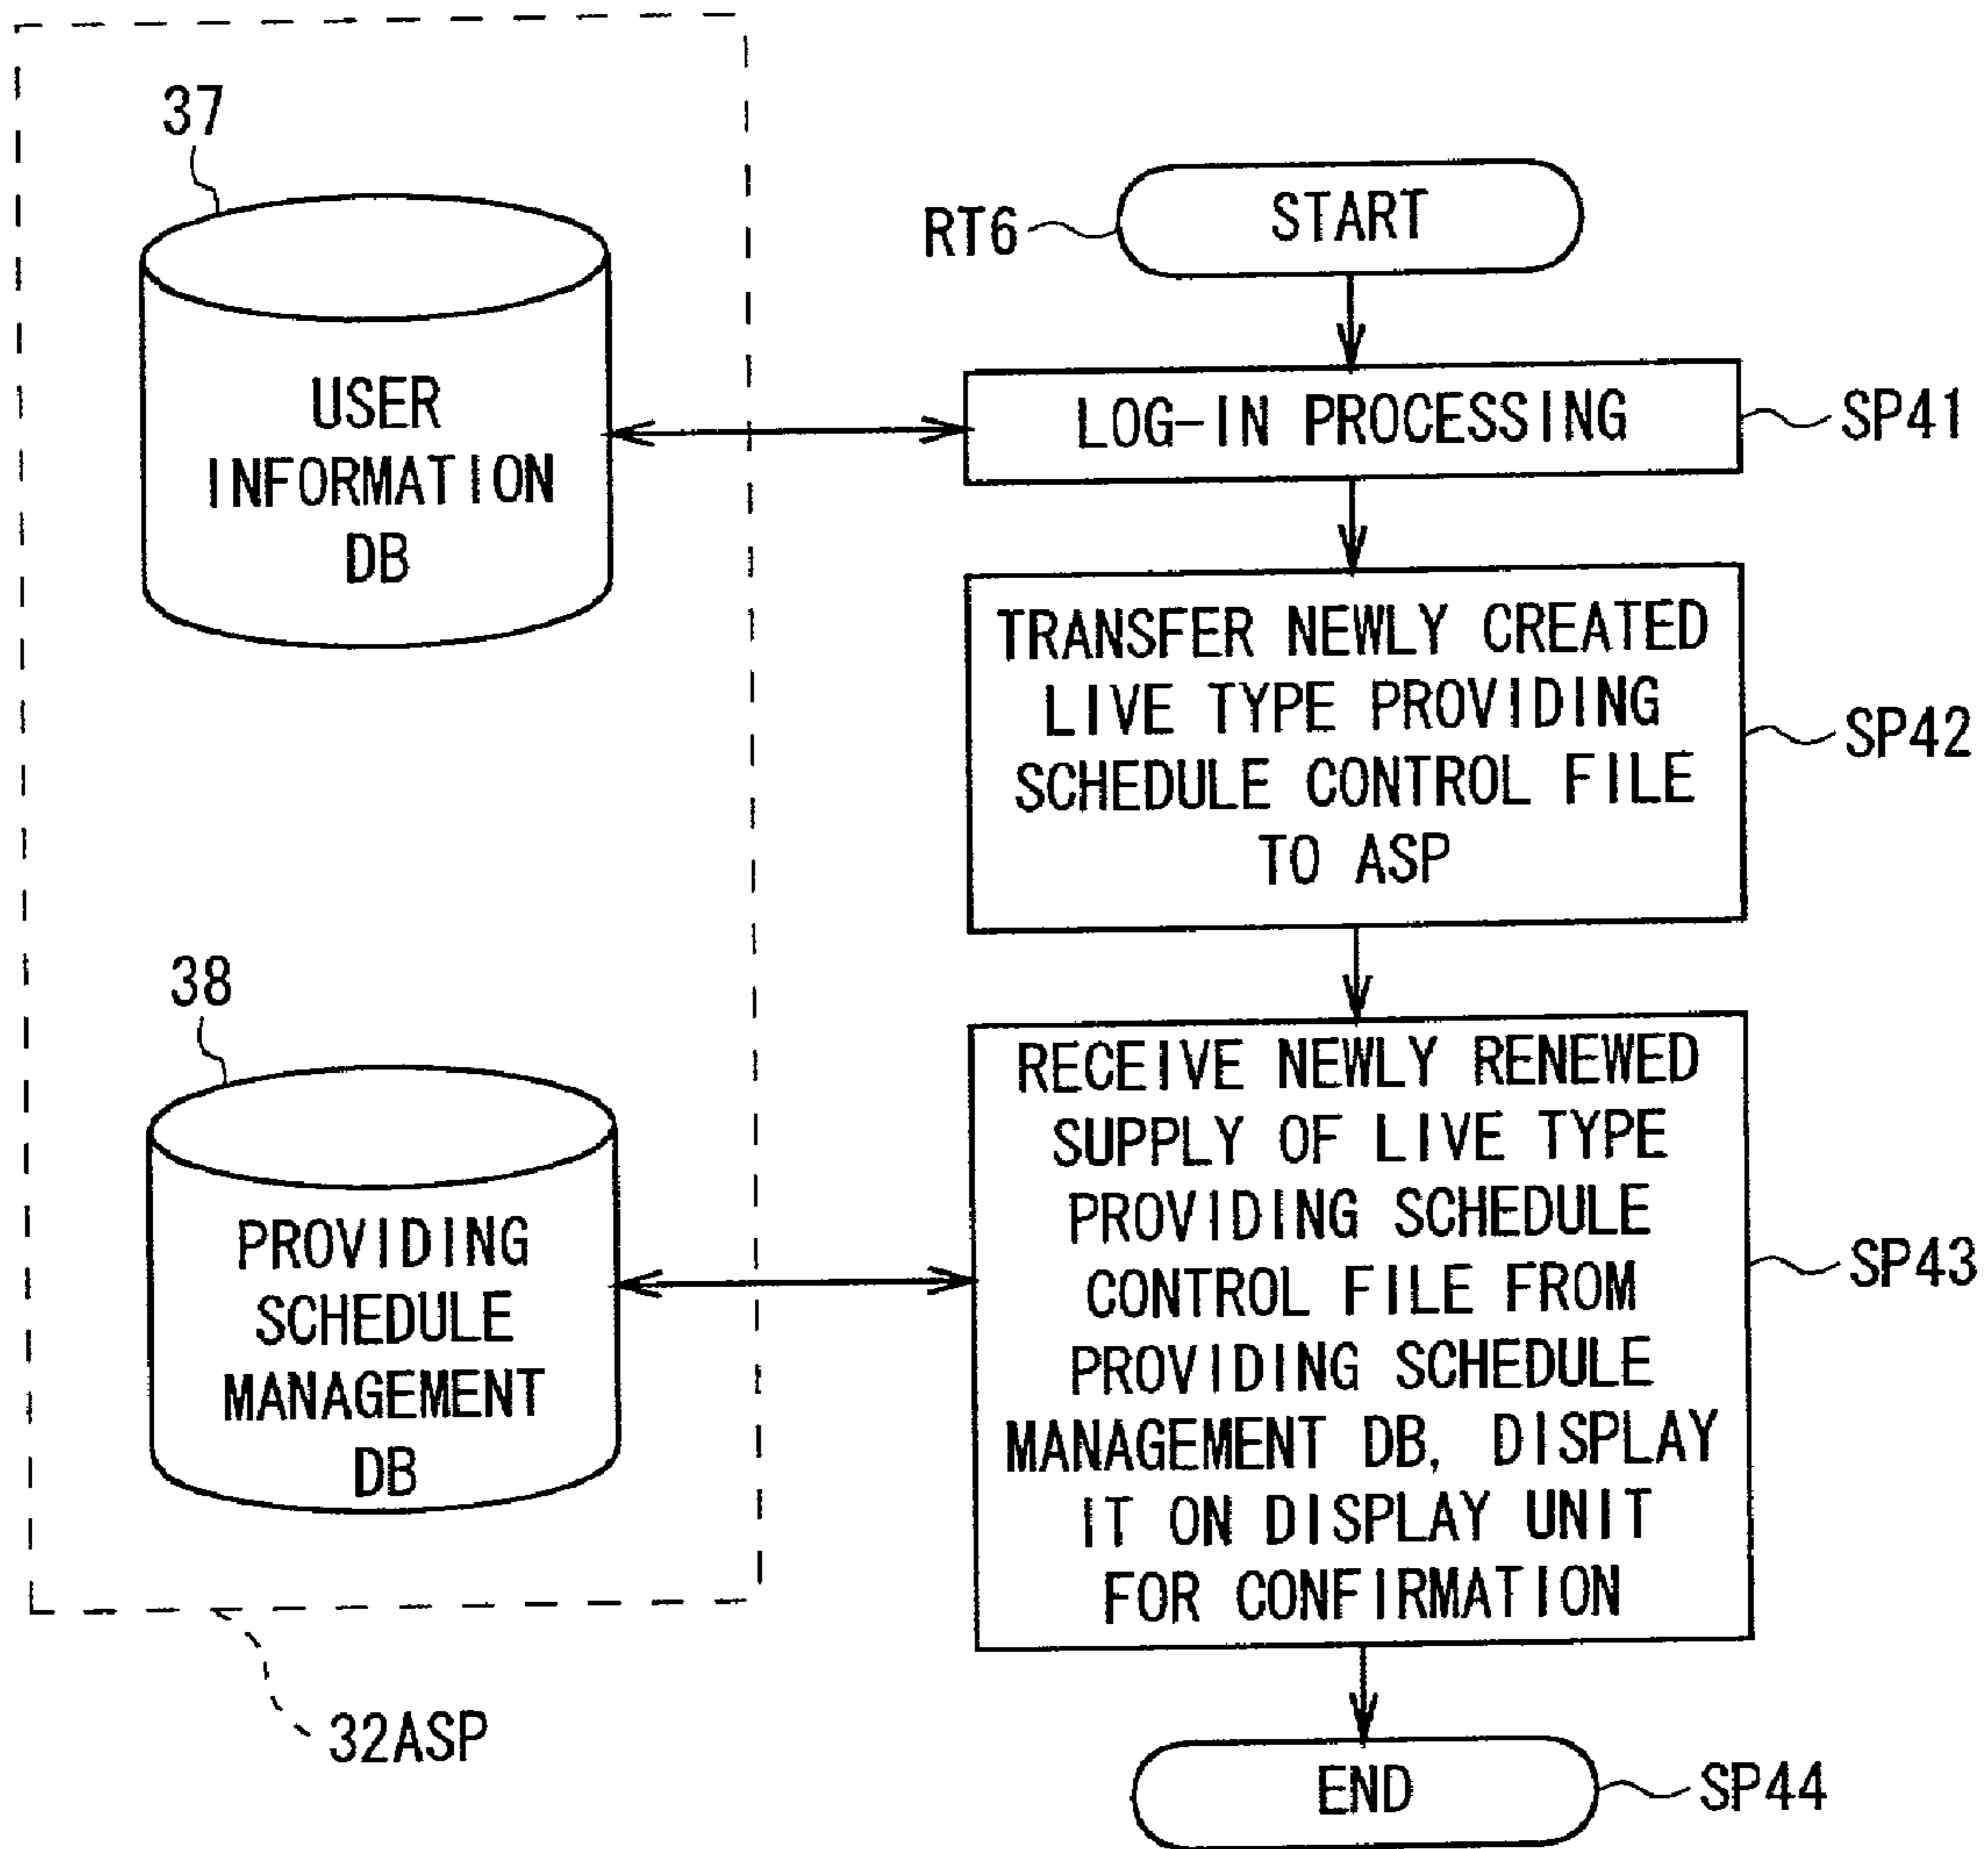 37
USER
INFORMATION
DB
38
PROVIDING
SCHEDULE
MANAGEMENT
DB
32ASP
RT6
START
LOG-IN PROCESSING
SP41
TRANSFER NEWLY CREATED
LIVE TYPE PROVIDING
SCHEDULE CONTROL FILE
TO ASP
SP42
RECEIVE NEWLY RENEWED
SUPPLY OF LIVE TYPE
PROVIDING SCHEDULE
CONTROL FILE FROM
PROVIDING SCHEDULE
MANAGEMENT DB, DISPLAY
IT ON DISPLAY UNIT
FOR CONFIRMATION
SP43
END
SP44